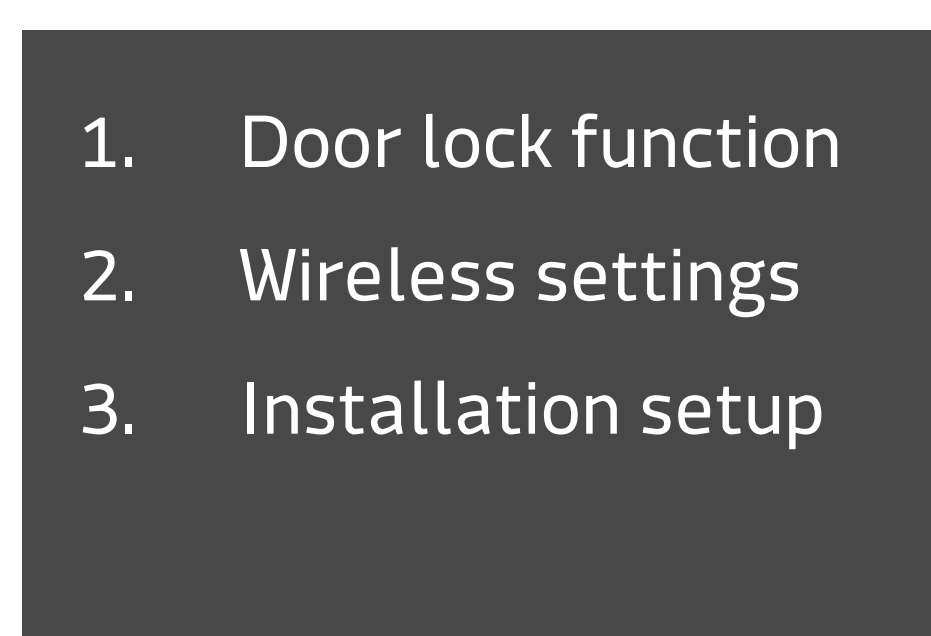 1. Door lock function
2. Wireless settings
3. Installation setup